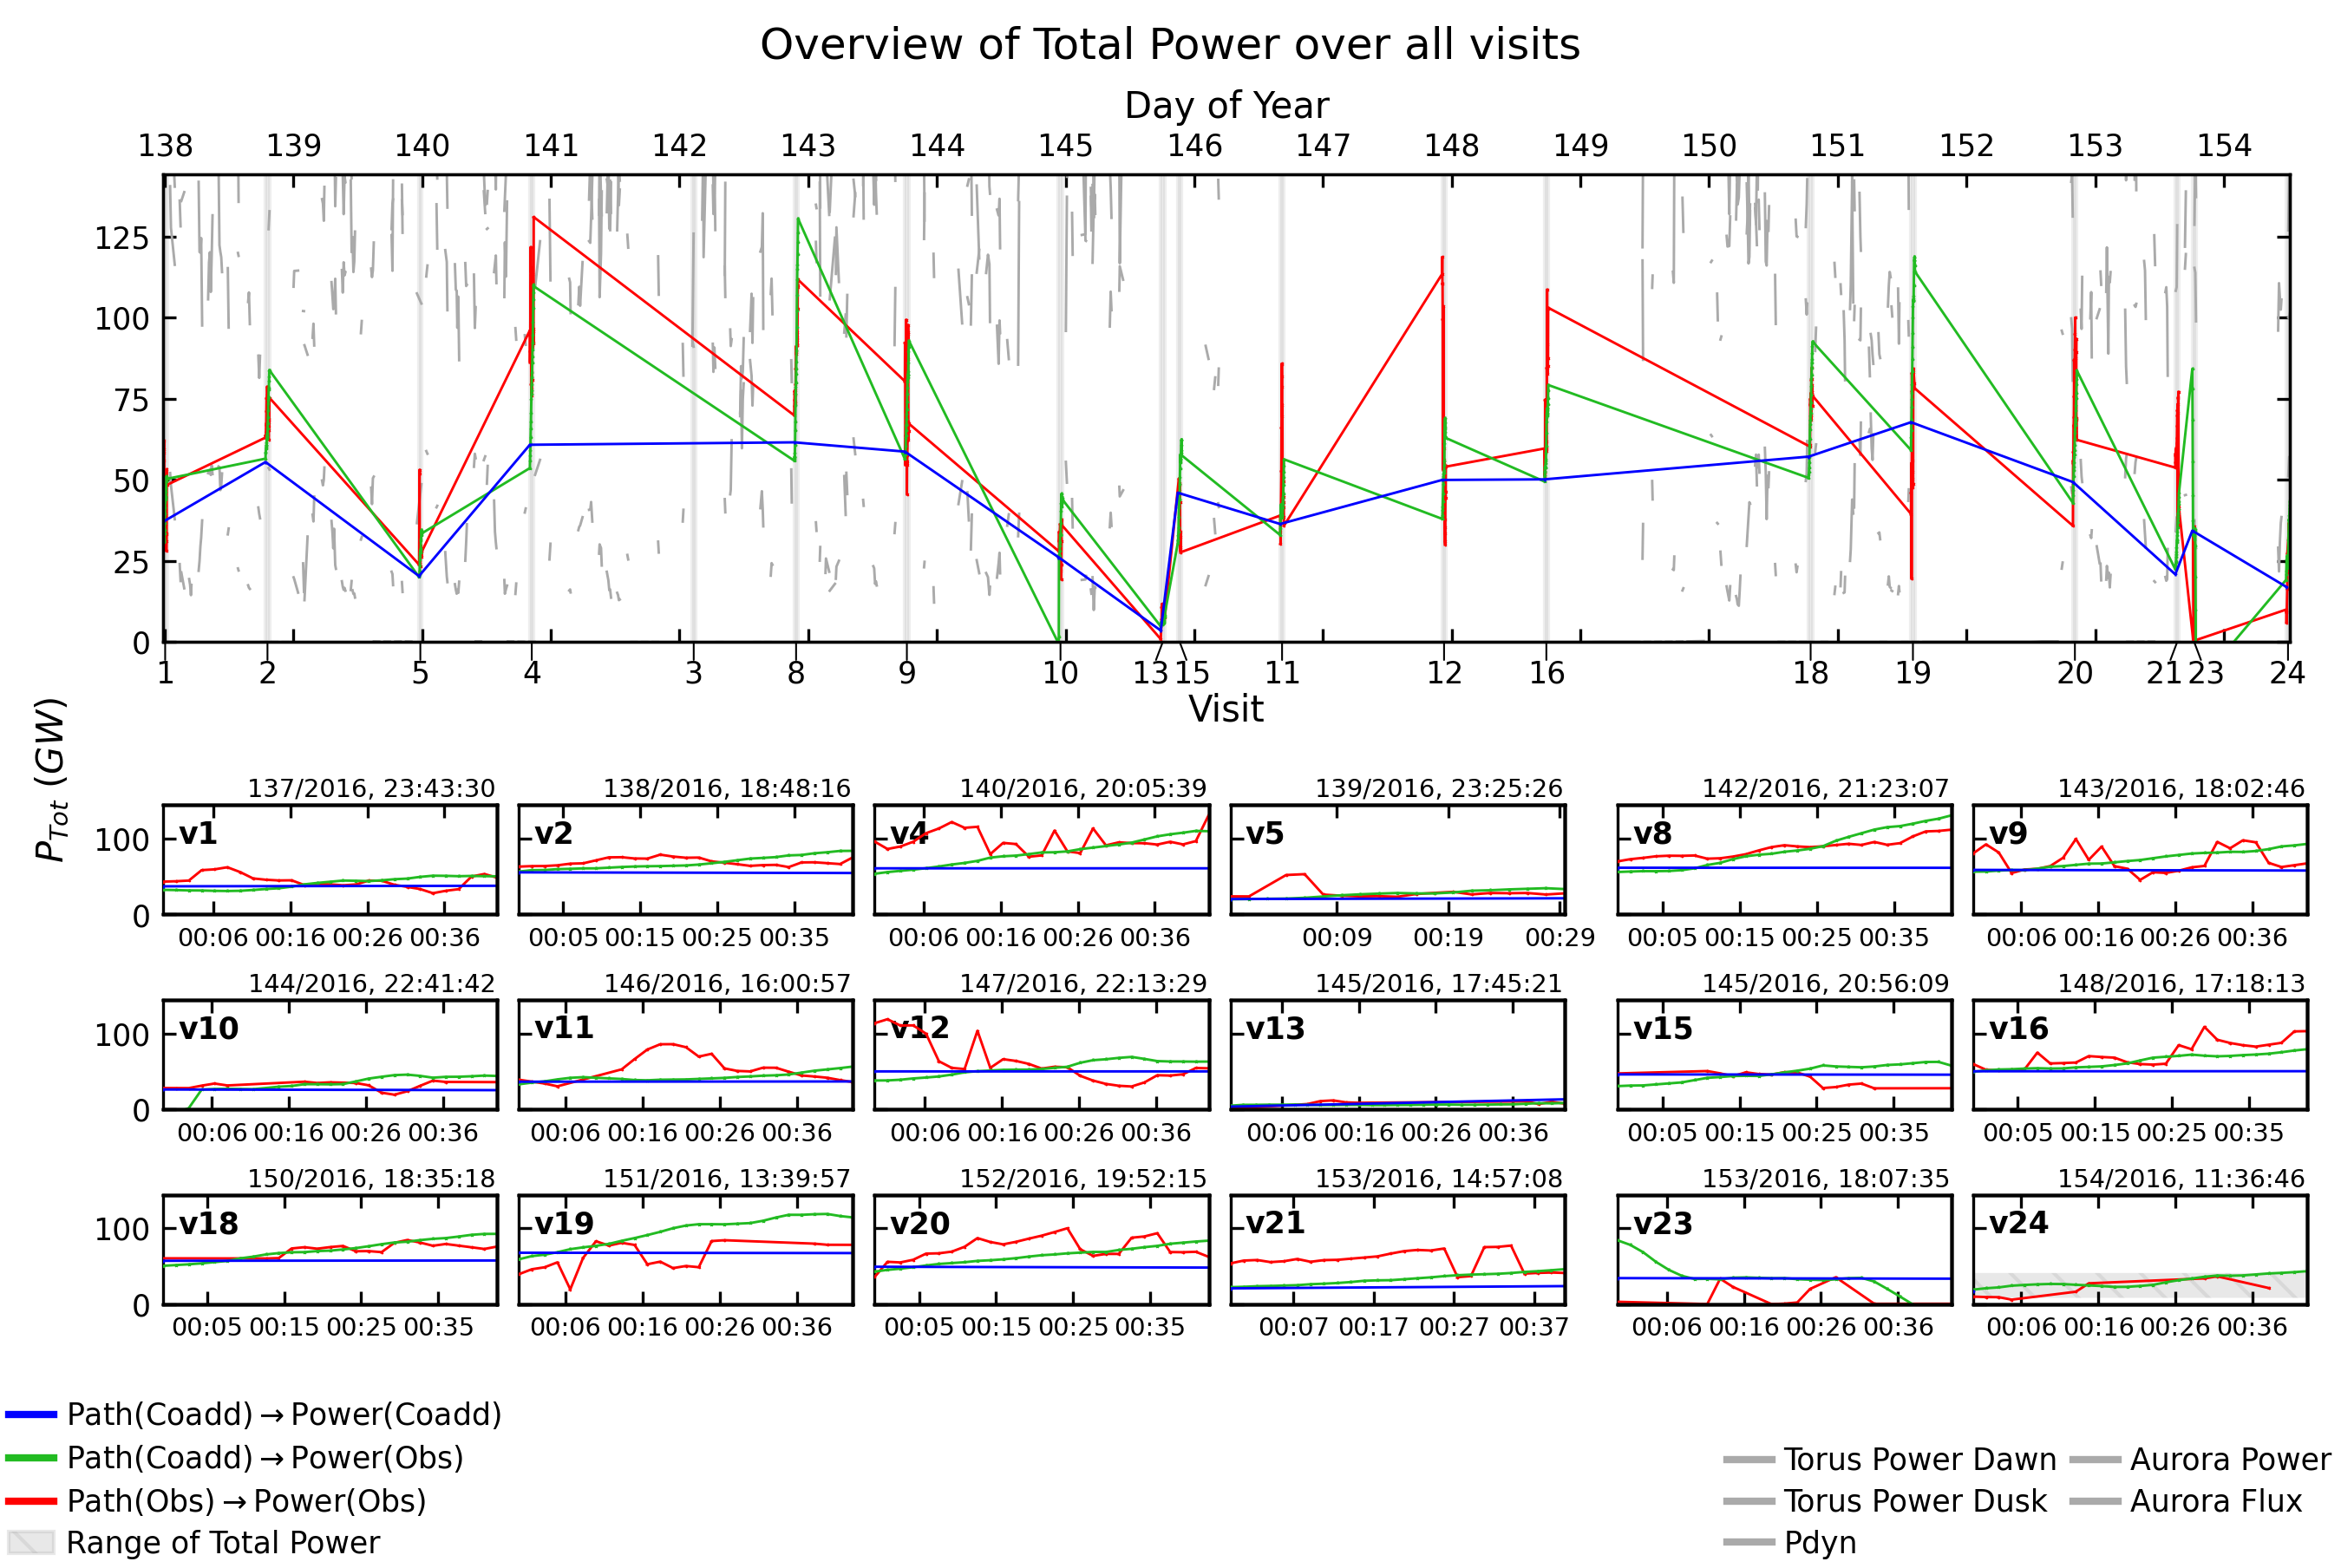 Overview of Total Power over all visits
Day of Year
138 139 140 141 142 143 144 145 146 147 148 149 150 151 152 153 154
125
100
75
50
25
0
1 2 5 4 3 8 9 10 13 15 11 12 16 18 19 20 21 23 24
Visit
P_Tot (GW)
137/2016, 23:43:30 138/2016, 18:48:16 140/2016, 20:05:39 139/2016, 23:25:26 142/2016, 21:23:07 143/2016, 18:02:46
v1 v2 v4 v5 v8 v9
100
0
00:06 00:16 00:26 00:36 00:05 00:15 00:25 00:35 00:06 00:16 00:26 00:36 00:09 00:19 00:29 00:05 00:15 00:25 00:35 00:06 00:16 00:26 00:36
144/2016, 22:41:42 146/2016, 16:00:57 147/2016, 22:13:29 145/2016, 17:45:21 145/2016, 20:56:09 148/2016, 17:18:13
v10 v11 v12 v13 v15 v16
100
0
00:06 00:16 00:26 00:36 00:06 00:16 00:26 00:36 00:06 00:16 00:26 00:36 00:06 00:16 00:26 00:36 00:05 00:15 00:25 00:35 00:05 00:15 00:25 00:35
150/2016, 18:35:18 151/2016, 13:39:57 152/2016, 19:52:15 153/2016, 14:57:08 153/2016, 18:07:35 154/2016, 11:36:46
v18 v19 v20 v21 v23 v24
100
0
00:05 00:15 00:25 00:35 00:06 00:16 00:26 00:36 00:05 00:15 00:25 00:35 00:07 00:17 00:27 00:37 00:06 00:16 00:26 00:36 00:06 00:16 00:26 00:36
Path(Coadd)→Power(Coadd)
Path(Coadd)→Power(Obs)
Path(Obs)→Power(Obs)
Range of Total Power
Torus Power Dawn Aurora Power
Torus Power Dusk Aurora Flux
Pdyn